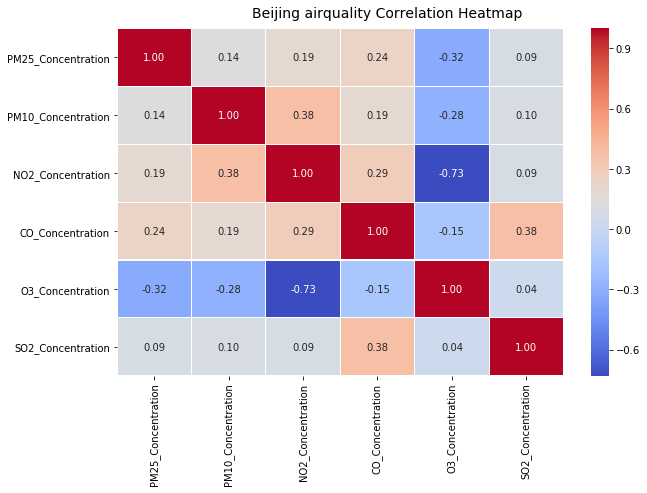 Beijing airquality Correlation Heatmap
PM25_Concentration 1.00 0.14 0.19 0.24 -0.32 0.09
PM10_Concentration 0.14 1.00 0.38 0.19 -0.28 0.10
NO2_Concentration 0.19 0.38 1.00 0.29 -0.73 0.09
CO_Concentration 0.24 0.19 0.29 1.00 -0.15 0.38
O3_Concentration -0.32 -0.28 -0.73 -0.15 1.00 0.04
SO2_Concentration 0.09 0.10 0.09 0.38 0.04 1.00
PM25_Concentration
PM10_Concentration
NO2_Concentration
CO_Concentration
O3_Concentration
SO2_Concentration
0.9
0.6
0.3
0.0
−0.3
−0.6